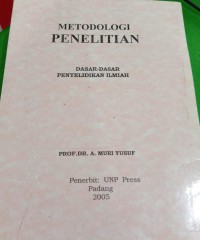 METODOLOGI
PENELITIAN
DASAR-DASAR
PENYELIDIKAN ILMIAH
PROF.DR. A. MURI YUSUF
Penerbit: UNP Press
Padang
2005